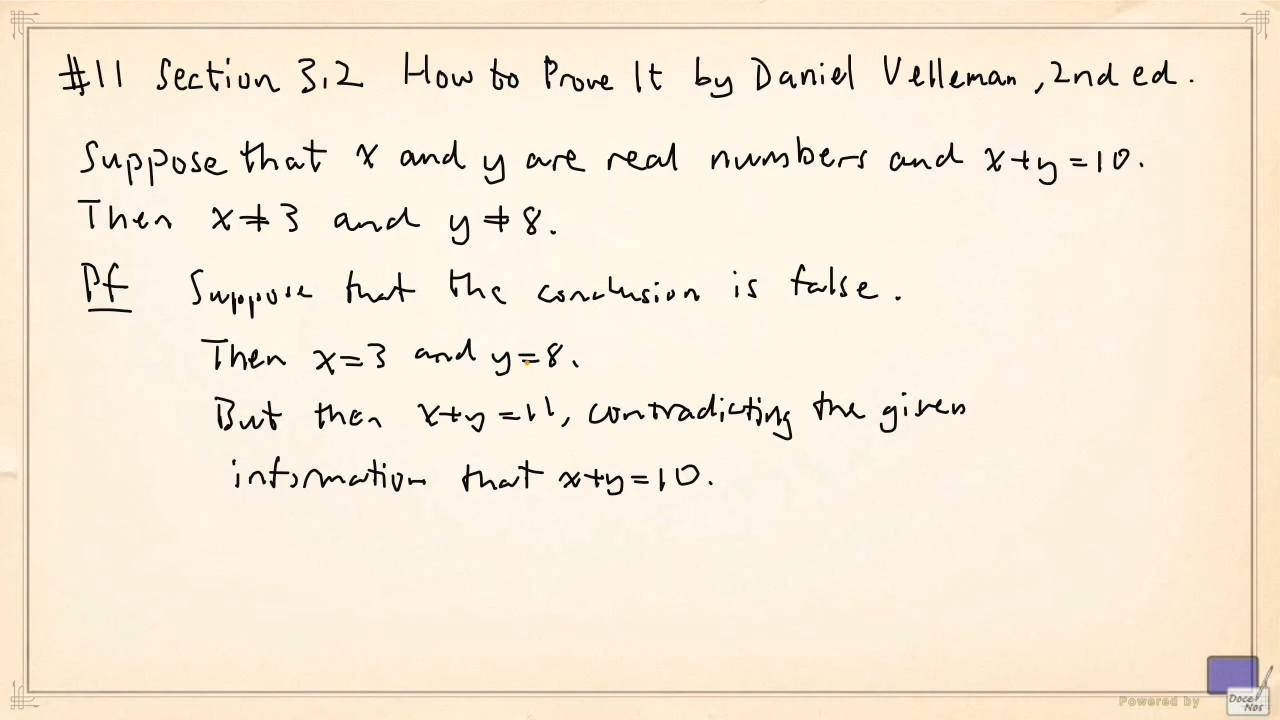 #11 Section 3.2 How to Prove It by Daniel Velleman, 2nd ed.
Suppose that x and y are real numbers and x+y=10.
Then x≠3 and y≠8.
Pf Suppose that the conclusion is false.
Then x=3 and y=8.
But then x+y=11, contradicting the given
information that x+y=10.
Powered by
Doce
Nos